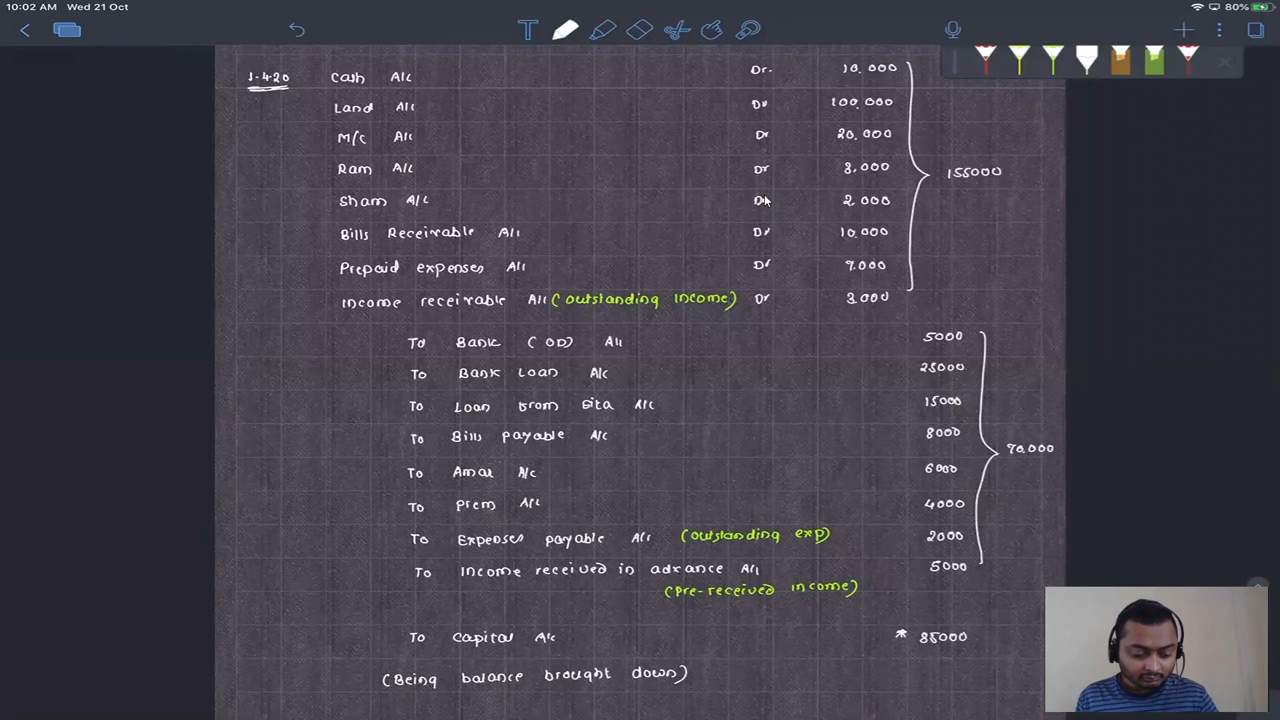 10:02 AM Wed 21 Oct
80%
T
1-4-20 Cash A/c Dr. 10.000
Land A/c Dr 100.000
M/c A/c Dr 20.000
Ram A/c Dr 3.000
Sham A/c Dr 2.000
Bills Receivable A/c Dr 10.000
Prepaid expenses A/c Dr 7.000
Income receivable A/c (outstanding income) Dr 3.000
155000
To Bank (OD) A/c 5000
To Bank Loan A/c 25000
To Loan from Sita A/c 15000
To Bills payable A/c 8000
To Amar A/c 6000
To Prem A/c 4000
To Expenses payable A/c (outstanding exp) 2000
To Income received in advance A/c 5000
(Pre-received income)
70.000
To Capital A/c * 85000
(Being balance brought down)